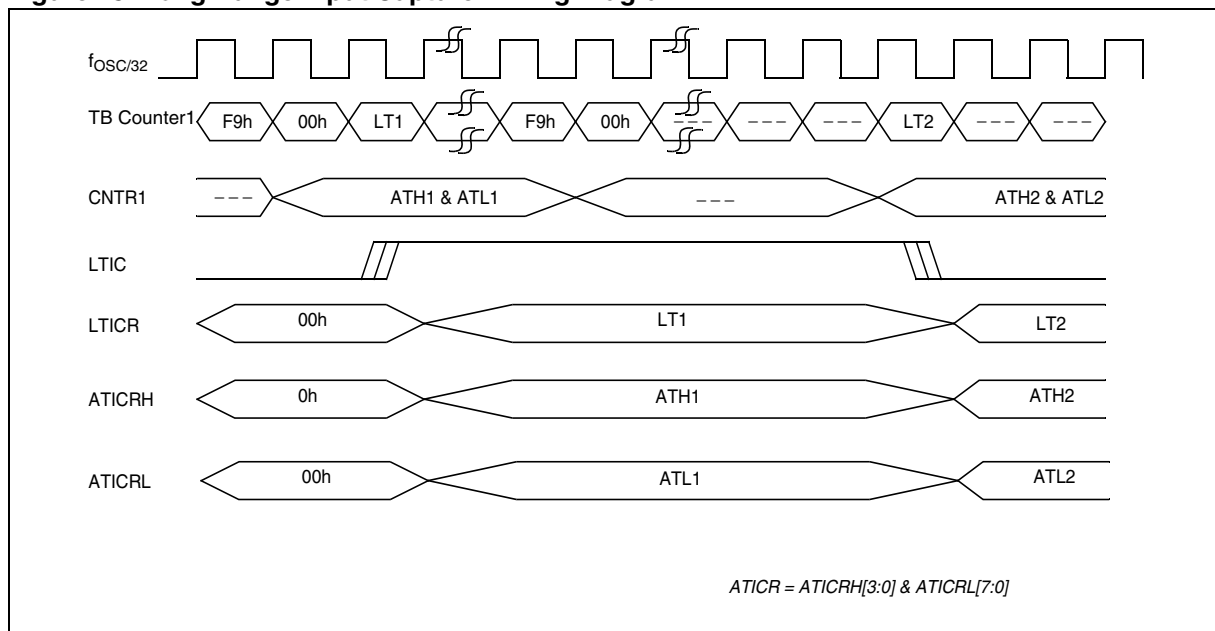 fOSC/32
TB Counter1 F9h 00h LT1 F9h 00h --- --- --- LT2 --- ---
CNTR1 --- ATH1 & ATL1 --- ATH2 & ATL2
LTIC
LTICR 00h LT1 LT2
ATICRH 0h ATH1 ATH2
ATICRL 00h ATL1 ATL2
ATICR = ATICRH[3:0] & ATICRL[7:0]